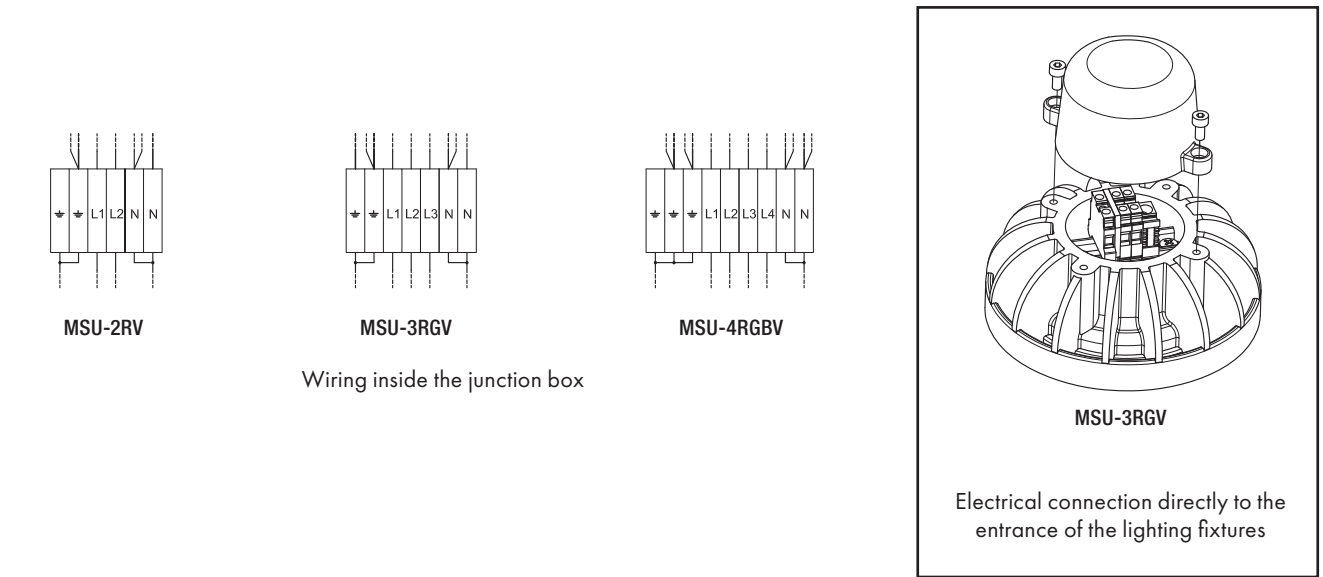 ⏚ ⏚ L1 L2 N N
MSU-2RV
⏚ ⏚ L1 L2 L3 N N
MSU-3RGV
⏚ ⏚ ⏚ L1 L2 L3 L4 N N
MSU-4RGBV
Wiring inside the junction box
MSU-3RGV
Electrical connection directly to the
entrance of the lighting fixtures